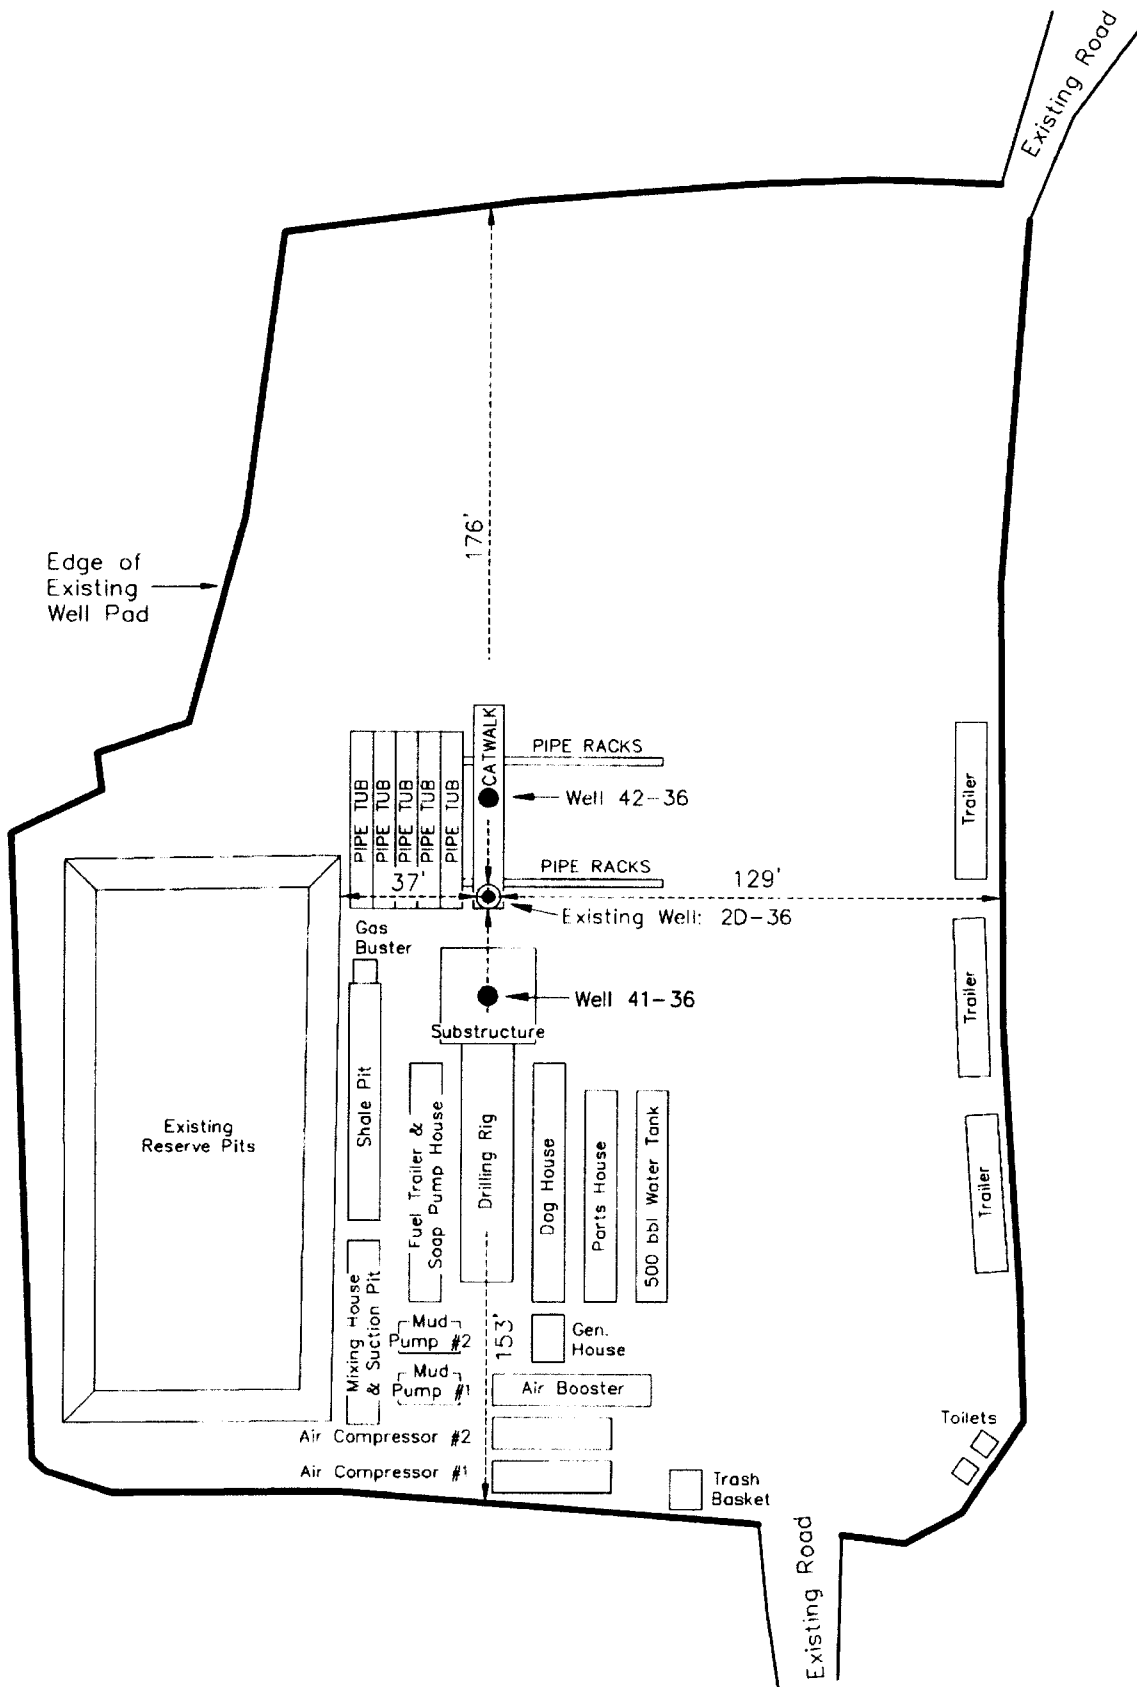 Existing Road
176'
Edge of
Existing
Well Pad
CATWALK
PIPE RACKS
PIPE TUB
PIPE TUB
PIPE TUB
PIPE TUB
PIPE TUB
Well 42-36
Trailer
PIPE RACKS
37'
129'
Existing Well: 2D-36
Gas
Buster
Well 41-36
Trailer
Substructure
Existing
Reserve Pits
Shale Pit
Fuel Trailer &
Soap Pump House
Drilling Rig
Dog House
Parts House
500 bbl Water Tank
Trailer
Mixing House
& Suction Pit
Mud
Pump #2
153'
Gen.
House
Mud
Pump #1
Air Booster
Air Compressor #2
Toilets
Air Compressor #1
Trash
Basket
Existing Road